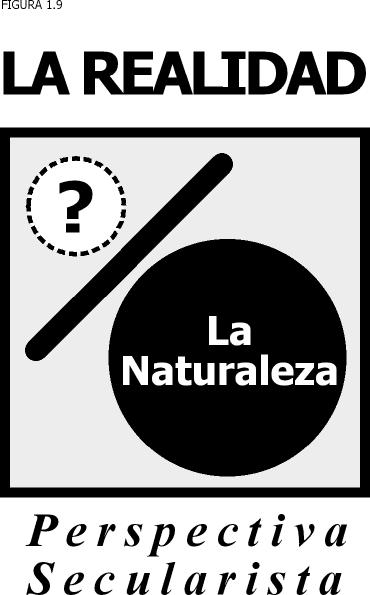 FIGURA 1.9
LA REALIDAD
?
La
Naturaleza
Perspectiva
Secularista